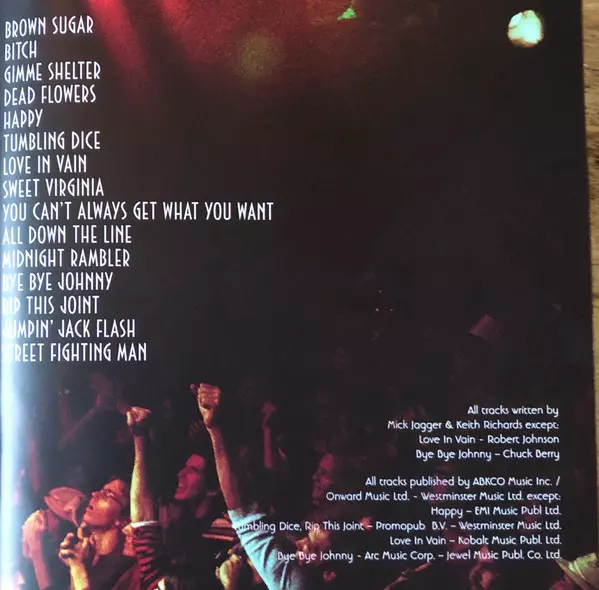 BROWN SUGAR
BITCH
GIMME SHELTER
DEAD FLOWERS
HAPPY
TUMBLING DICE
LOVE IN VAIN
SWEET VIRGINIA
YOU CAN'T ALWAYS GET WHAT YOU WANT
ALL DOWN THE LINE
MIDNIGHT RAMBLER
BYE BYE JOHNNY
RIP THIS JOINT
JUMPIN' JACK FLASH
STREET FIGHTING MAN
All tracks written by
Mick Jagger & Keith Richards except:
Love In Vain - Robert Johnson
Bye Bye Johnny – Chuck Berry
All tracks published by ABKCO Music Inc. /
Onward Music Ltd. - Westminster Music Ltd. except:
Happy – EMI Music Publ Ltd.
Tumbling Dice, Rip This Joint – Promopub B.V. – Westminster Music Ltd.
Love In Vain – Kobalt Music Publ. Ltd.
Bye Bye Johnny - Arc Music Corp. – Jewel Music Publ. Co. Ltd.